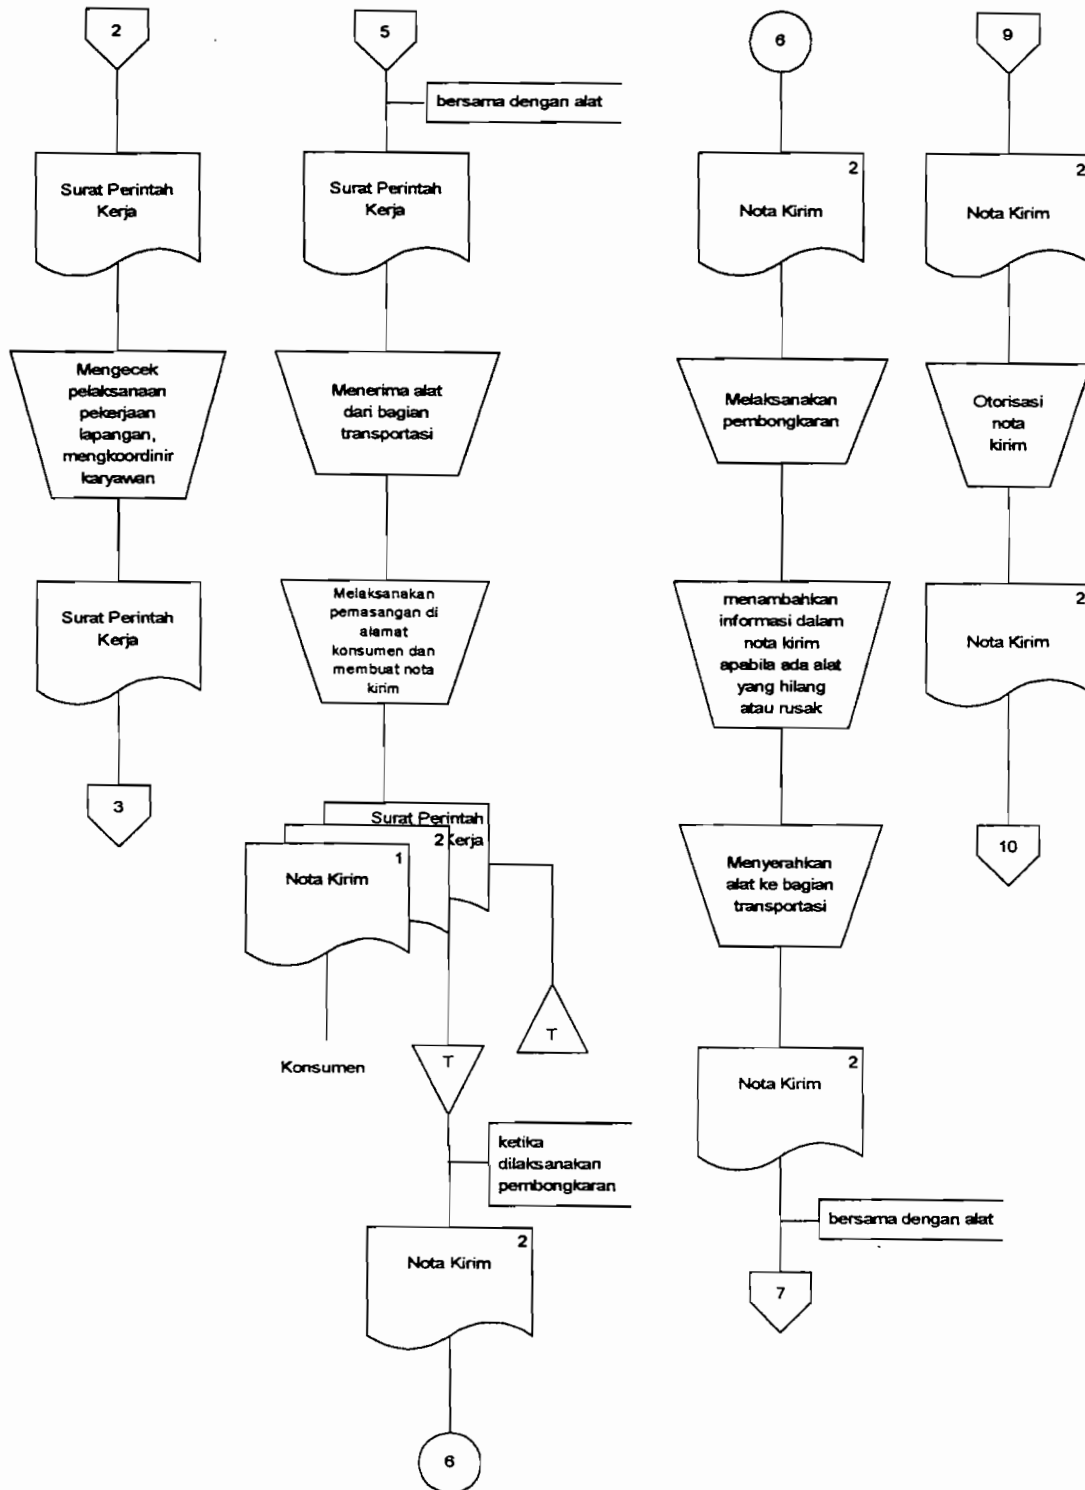 2
Surat Perintah
Kerja
Mengecek
pelaksanaan
pekerjaan
lapangan,
mengkoordinir
karyawan
Surat Perintah
Kerja
3
5
bersama dengan alat
Surat Perintah
Kerja
Menerima alat
dari bagian
transportasi
Melaksanakan
pemasangan di
alamat
konsumen dan
membuat nota
kirim
Surat Perintah
Kerja
2
1
Nota Kirim
Konsumen
T
T
ketika
dilaksanakan
pembongkaran
2
Nota Kirim
6
6
2
Nota Kirim
Melaksanakan
pembongkaran
menambahkan
informasi dalam
nota kirim
apabila ada alat
yang hilang
atau rusak
Menyerahkan
alat ke bagian
transportasi
2
Nota Kirim
bersama dengan alat
7
9
2
Nota Kirim
Otorisasi
nota
kirim
2
Nota Kirim
10